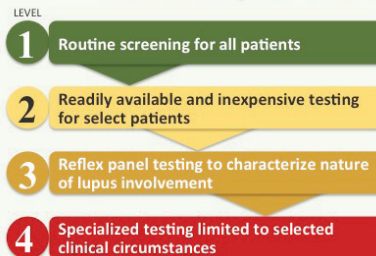 LEVEL
1
Routine screening for all patients
2
Readily available and inexpensive testing
for select patients
3
Reflex panel testing to characterize nature
of lupus involvement
4
Specialized testing limited to selected
clinical circumstances